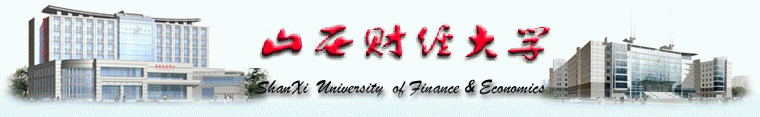 山西财经大学
ShanXi University of Finance & Economics